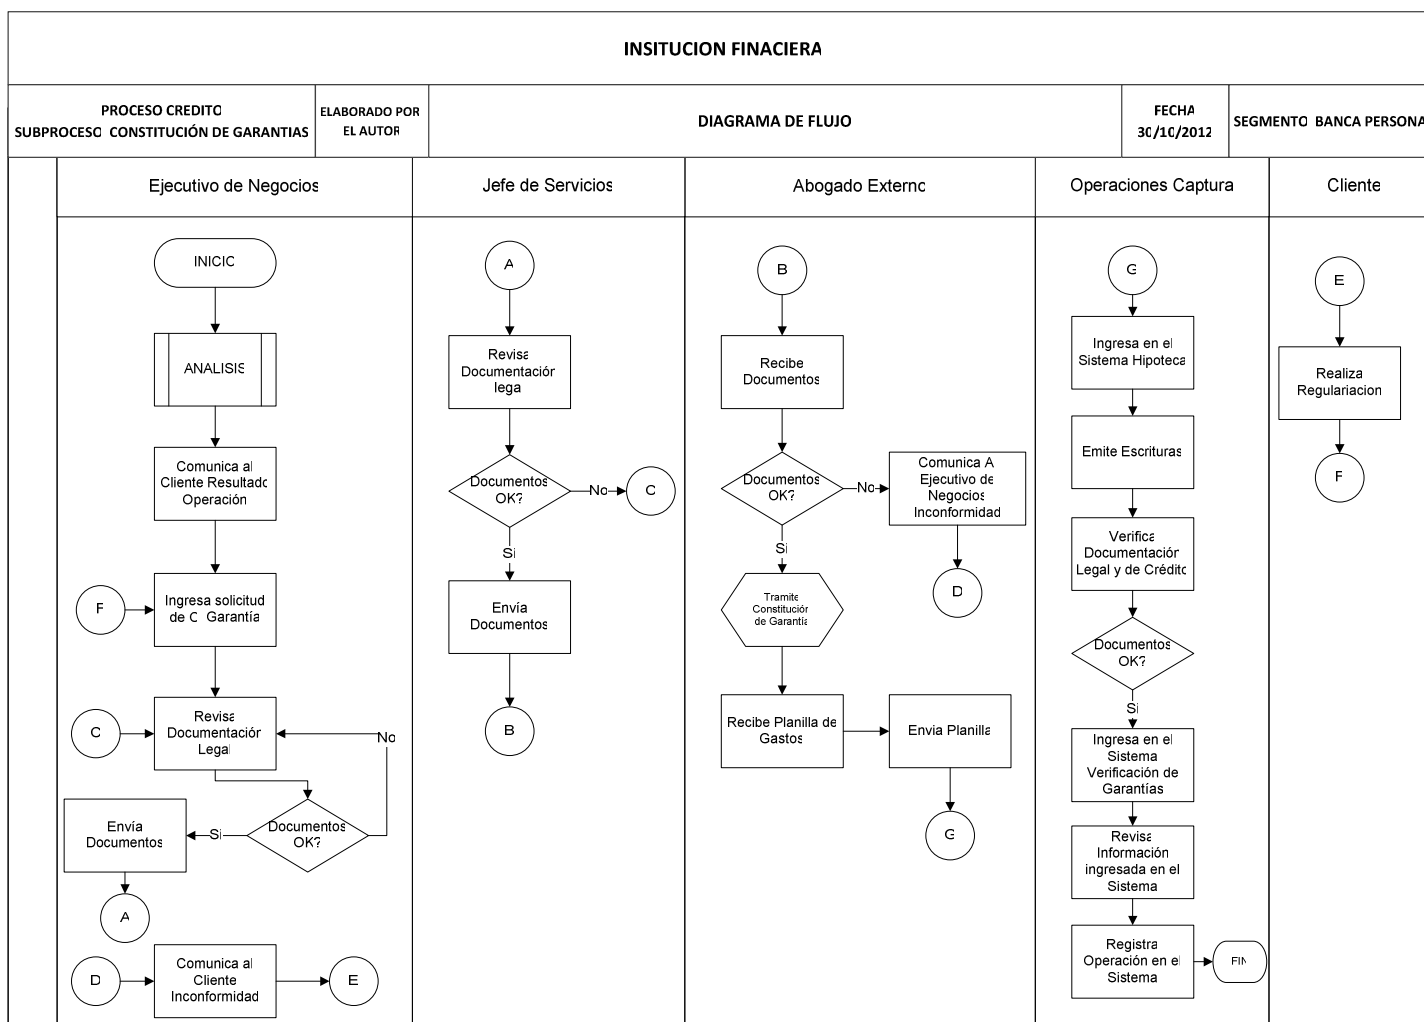 INSITUCION FINACIERA
PROCESO CREDITO
SUBPROCESO CONSTITUCIÓN DE GARANTIAS
ELABORADO POR
EL AUTOR
DIAGRAMA DE FLUJO
FECHA
30/10/2012
SEGMENTO BANCA PERSONA
Ejecutivo de Negocios
Jefe de Servicios
Abogado Externo
Operaciones Captura
Cliente
INICIO
ANALISIS
Comunica al
Cliente Resultado
Operación
F
Ingresa solicitud
de C Garantía
C
Revisa
Documentación
Legal
No
Documentos
OK?
Si
Envía
Documentos
A
D
Comunica al
Cliente
Inconformidad
E
A
Revisa
Documentación
lega
Documentos
OK?
No
C
Si
Envía
Documentos
B
B
Recibe
Documentos
Documentos
OK?
No
Comunica A
Ejecutivo de
Negocios
Inconformidad
D
Si
Tramite
Constitución
de Garantía
Recibe Planilla de
Gastos
Envia Planilla
G
G
Ingresa en el
Sistema Hipoteca
Emite Escrituras
Verifica
Documentación
Legal y de Crédito
Documentos
OK?
Si
Ingresa en el
Sistema
Verificación de
Garantías
Revisa
Información
ingresada en el
Sistema
Registra
Operación en el
Sistema
FIN
E
Realiza
Regulariacion
F